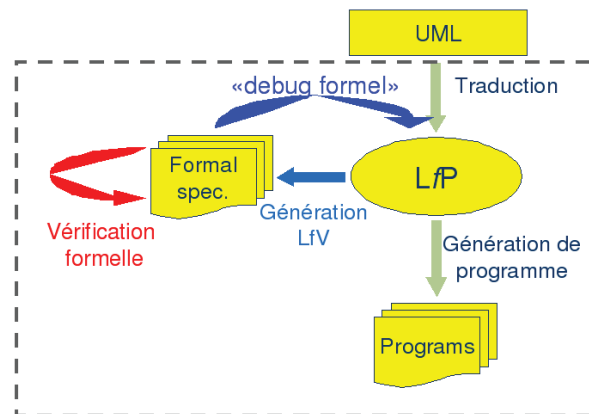 UML
«debug formel»
Traduction
Formal
spec.
LfP
Génération
LfV
Vérification
formelle
Génération de
programme
Programs